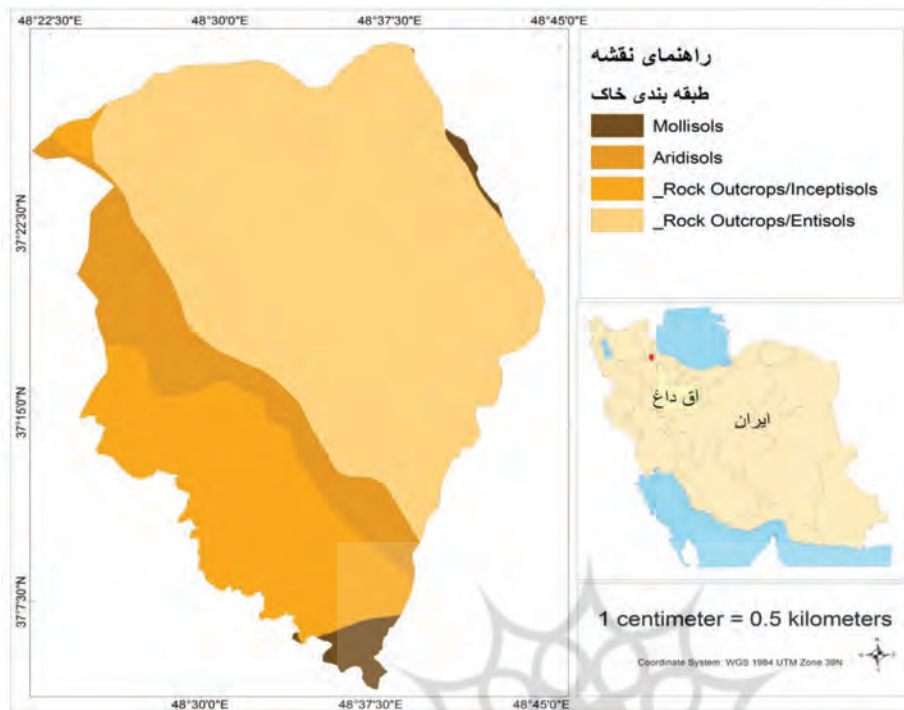 48°22'30"E 48°30'0"E 48°37'30"E 48°45'0"E
37°22'30"N
37°15'0"N
37°7'30"N
48°30'0"E 48°37'30"E 48°45'0"E
راهنمای نقشه
طبقه بندی خاک
Mollisols
Aridisols
_Rock Outcrops/Inceptisols
_Rock Outcrops/Entisols
آق داغ
ایران
1 centimeter = 0.5 kilometers
Coordinate System: WGS 1984 UTM Zone 39N